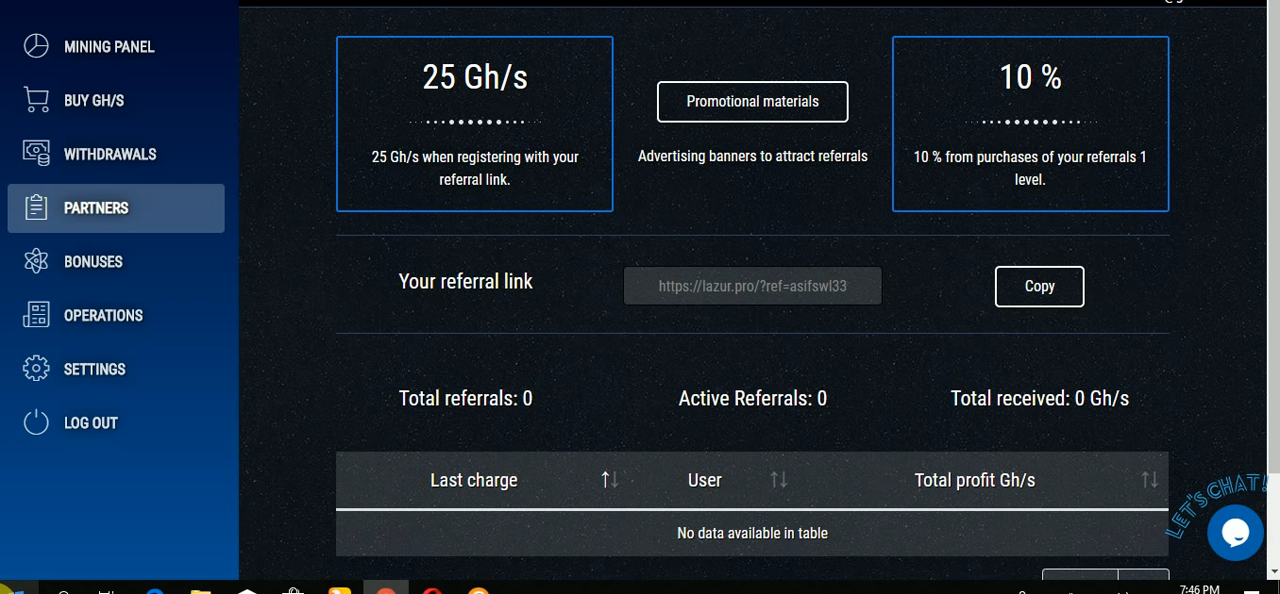 MINING PANEL
BUY GH/S
WITHDRAWALS
PARTNERS
BONUSES
OPERATIONS
SETTINGS
LOG OUT
25 Gh/s
25 Gh/s when registering with your
referral link.
Promotional materials
Advertising banners to attract referrals
10 %
10 % from purchases of your referrals 1
level.
Your referral link
https://lazur.pro/?ref=asifswl33
Copy
Total referrals: 0
Active Referrals: 0
Total received: 0 Gh/s
Last charge
User
Total profit Gh/s
No data available in table
LET'S CHAT!
7:46 PM